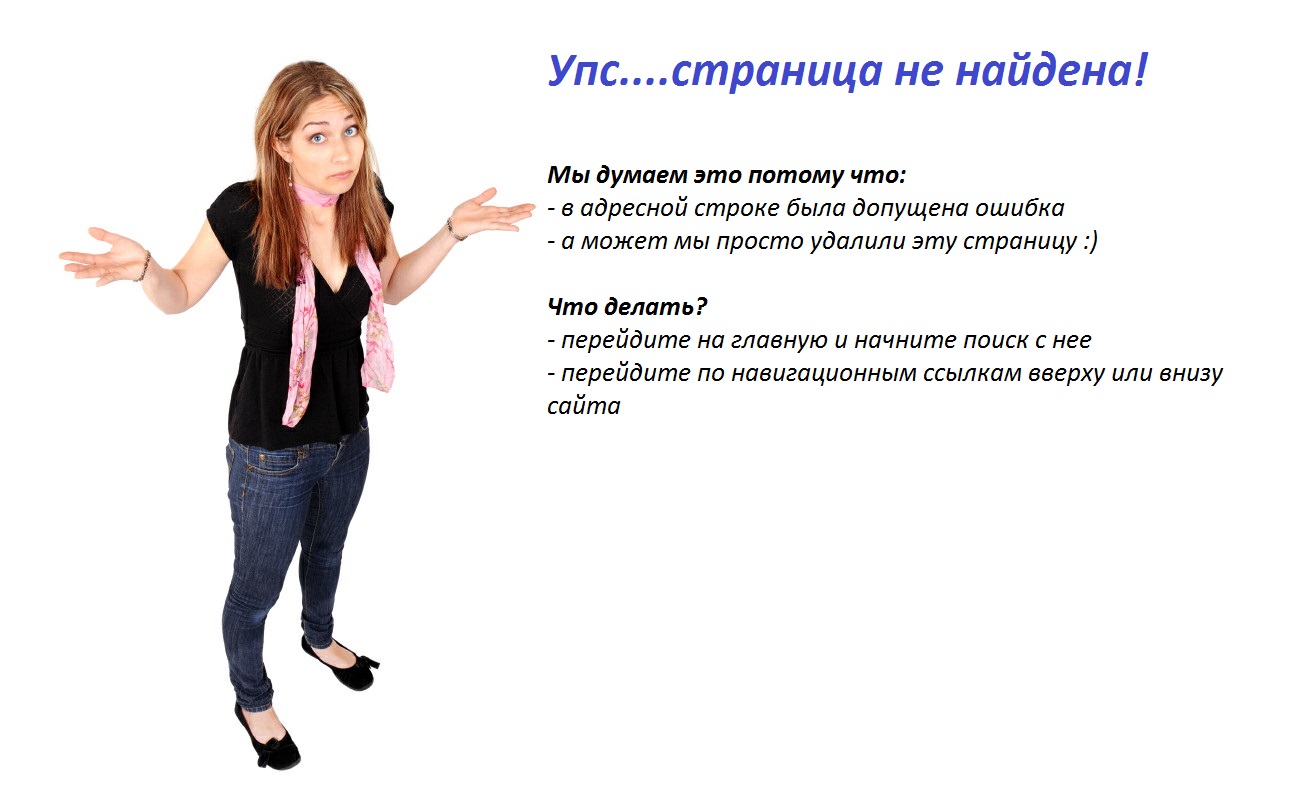 Упс....страница не найдена!
Мы думаем это потому что:
- в адресной строке была допущена ошибка
- а может мы просто удалили эту страницу :)
Что делать?
- перейдите на главную и начните поиск с нее
- перейдите по навигационным ссылкам вверху или внизу
сайта